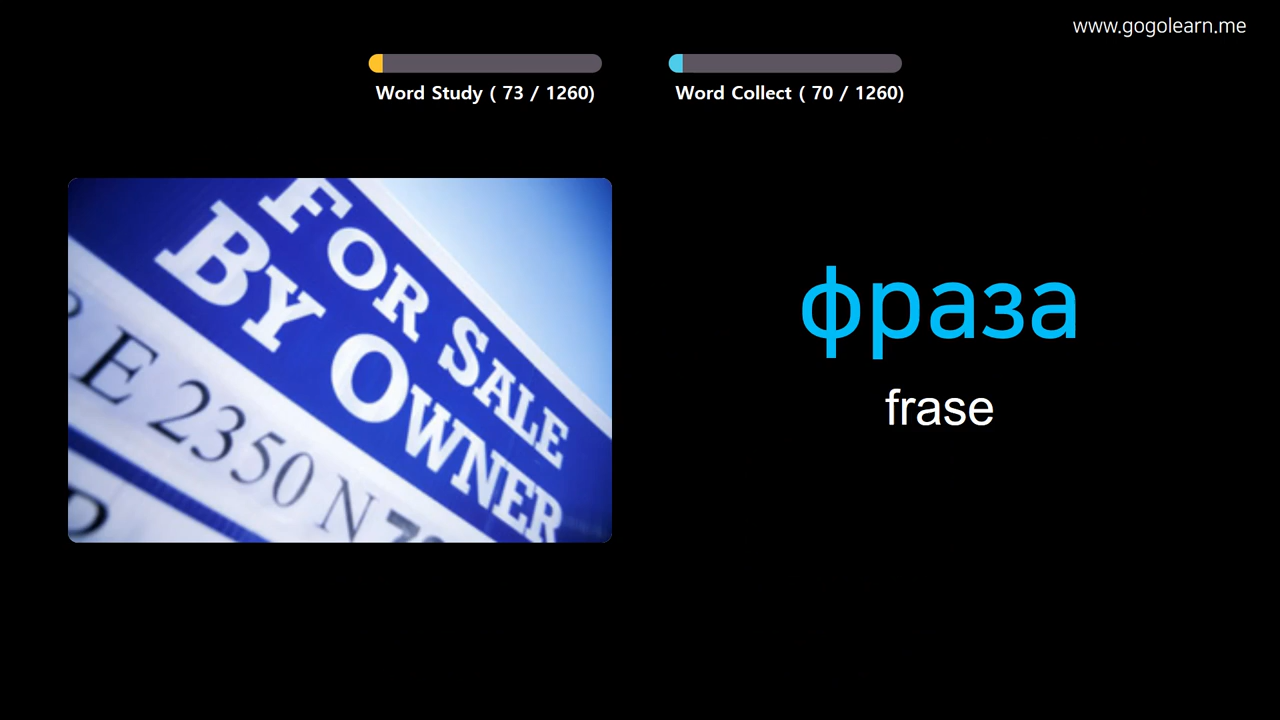 www.gogolearn.me
Word Study ( 73 / 1260)
Word Collect ( 70 / 1260)
FOR SALE
BY OWNER
E 2350 N
фраза
frase